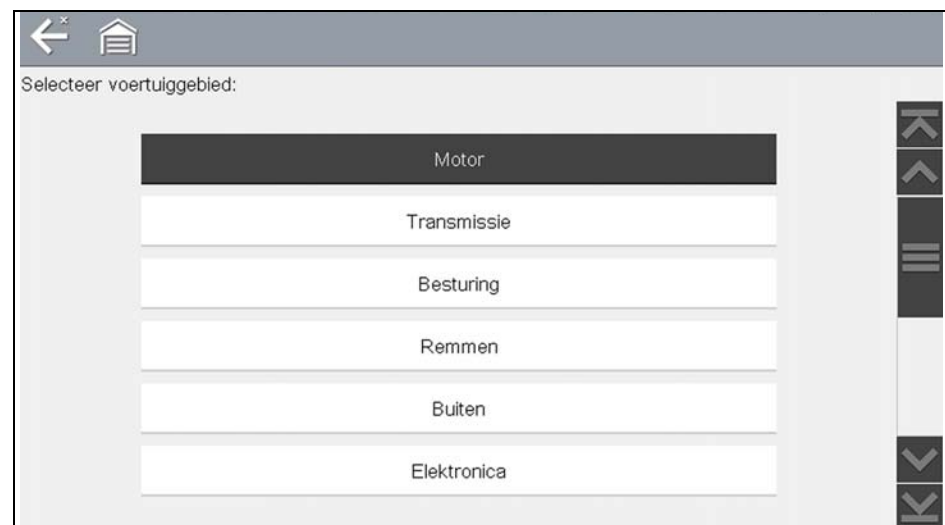 Selecteer voertuiggebied:
Motor
Transmissie
Besturing
Remmen
Buiten
Elektronica